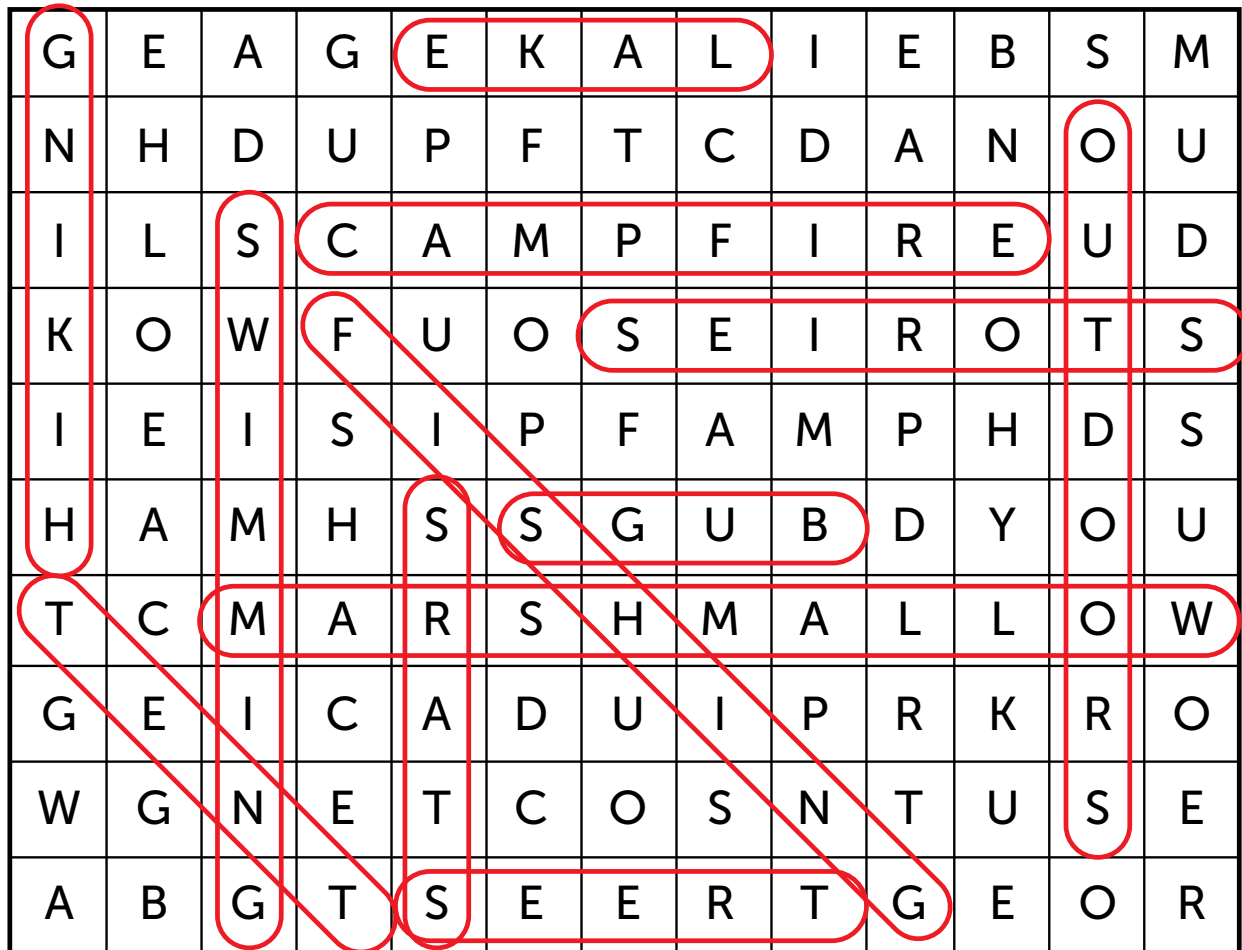 G E A G E K A L I E B S M
N H D U P F T C D A N O U
I L S C A M P F I R E U D
K O W F U O S E I R O T S
I E I S I P F A M P H D S
H A M H S S G U B D Y O U
T C M A R S H M A L L O W
G E I C A D U I P R K R O
W G N E T C O S N T U S E
A B G T S E E R T G E O R